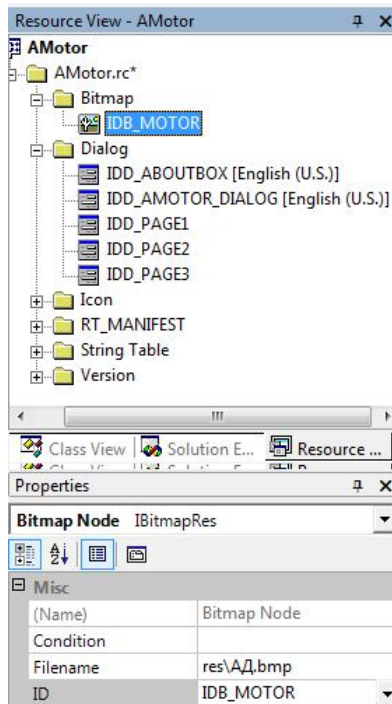 Resource View - AMotor
AMotor
AMotor.rc*
Bitmap
IDB_MOTOR
Dialog
IDD_ABOUTBOX [English (U.S.)]
IDD_AMOTOR_DIALOG [English (U.S.)]
IDD_PAGE1
IDD_PAGE2
IDD_PAGE3
Icon
RT_MANIFEST
String Table
Version
Class View Solution E... Resource ...
Properties
Bitmap Node IBitmapRes
Misc
(Name) Bitmap Node
Condition
Filename res\АД.bmp
ID IDB_MOTOR